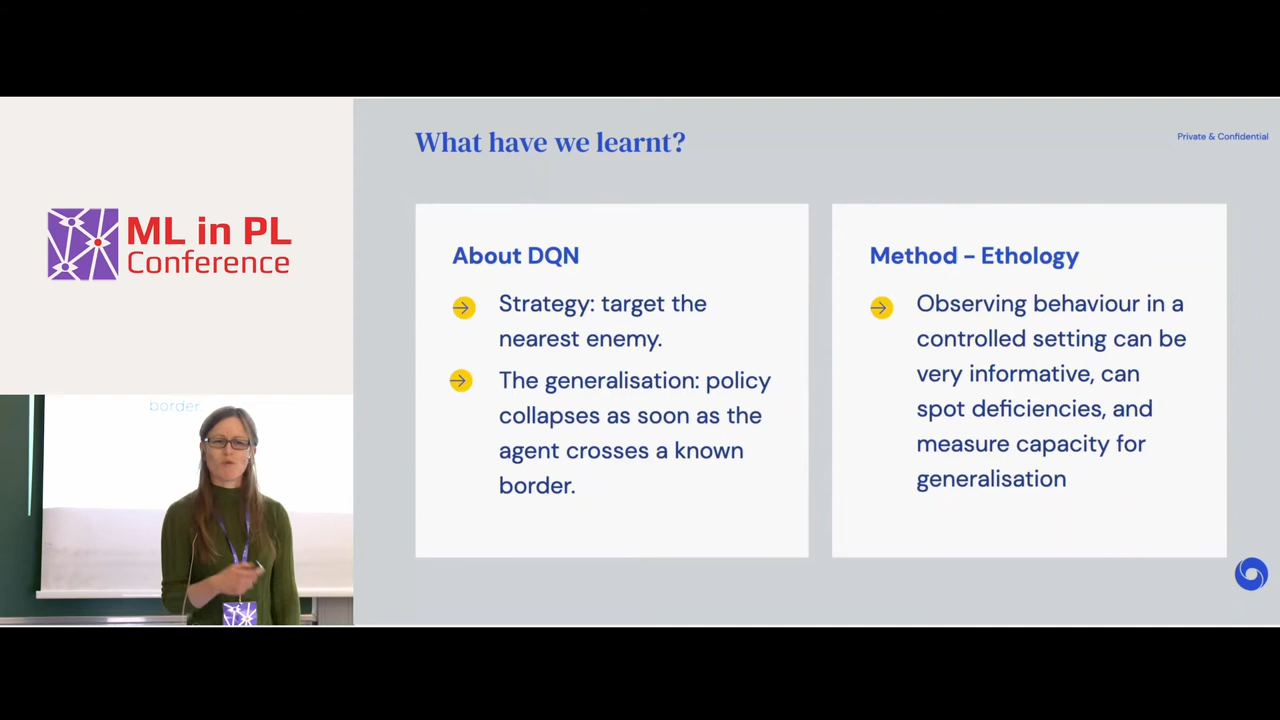 What have we learnt?
Private & Confidential
ML in PL
Conference
About DQN
Strategy: target the
nearest enemy.
The generalisation: policy
collapses as soon as the
agent crosses a known
border.
Method – Ethology
Observing behaviour in a
controlled setting can be
very informative, can
spot deficiencies, and
measure capacity for
generalisation
border.